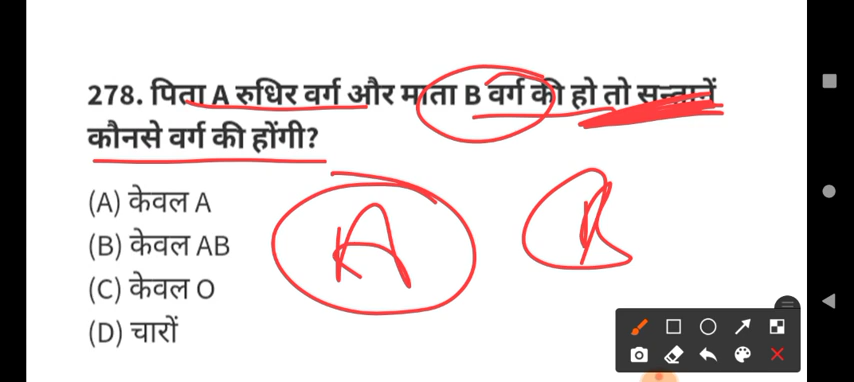 278. पिता A रुधिर वर्ग और माता B वर्ग की हो तो सन्तानें
कौनसे वर्ग की होंगी?
(A) केवल A
(B) केवल AB
(C) केवल O
(D) चारों
A